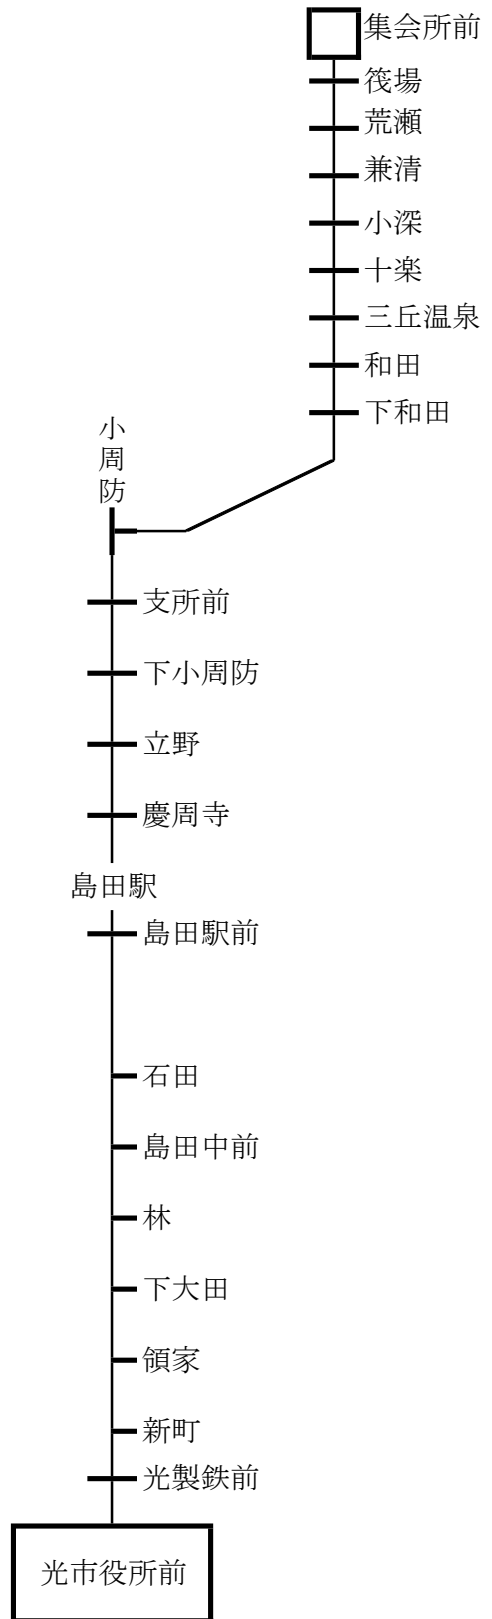 集会所前
筏場
荒瀬
兼清
小深
十楽
三丘温泉
和田
下和田
小周防
支所前
下小周防
立野
慶周寺
島田駅
島田駅前
石田
島田中前
林
下大田
領家
新町
光製鉄前
光市役所前